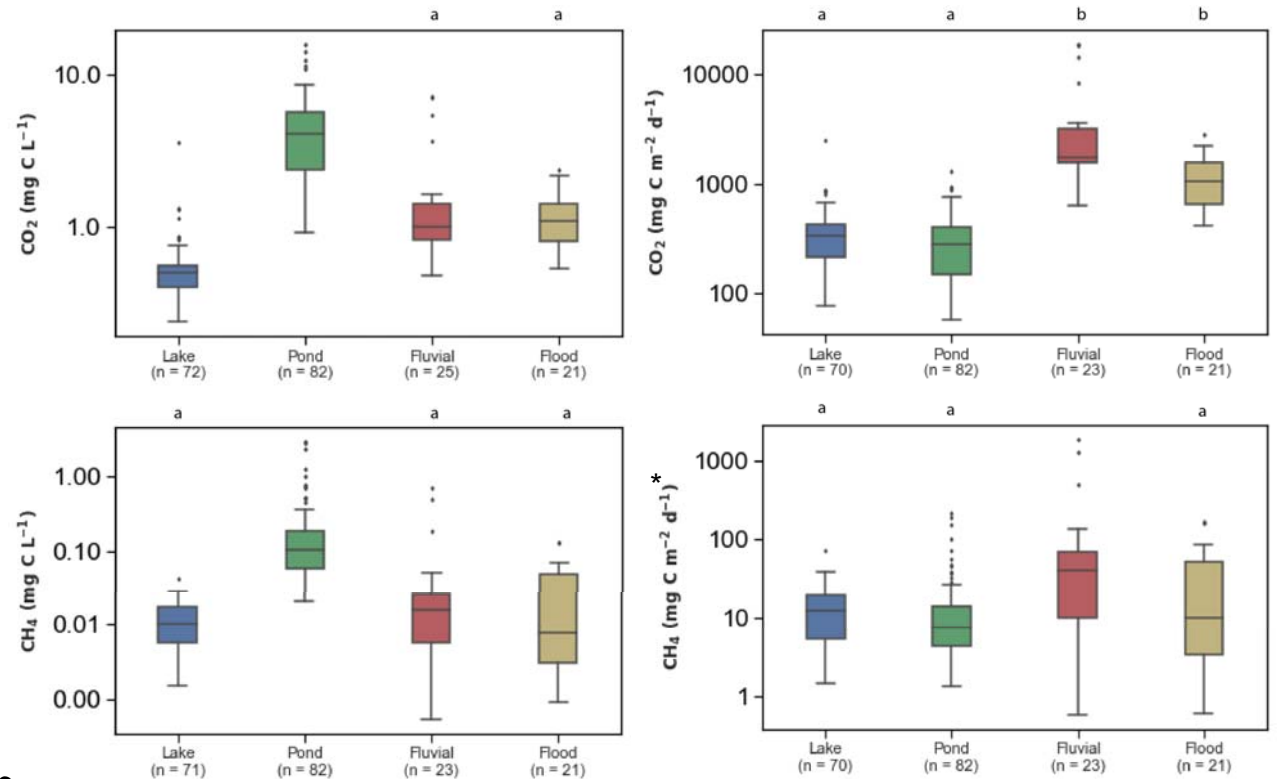 a a
CO₂ (mg C L⁻¹)
10.0
1.0
Lake Pond Fluvial Flood
(n = 72) (n = 82) (n = 25) (n = 21)
a a b b
CO₂ (mg C m⁻² d⁻¹)
10000
1000
100
Lake Pond Fluvial Flood
(n = 70) (n = 82) (n = 23) (n = 21)
a a a
CH₄ (mg C L⁻¹)
1.00
0.10
0.01
0.00
Lake Pond Fluvial Flood
(n = 71) (n = 82) (n = 23) (n = 21)
a a a
CH₄ (mg C m⁻² d⁻¹)*
1000
100
10
1
Lake Pond Fluvial Flood
(n = 70) (n = 82) (n = 23) (n = 21)